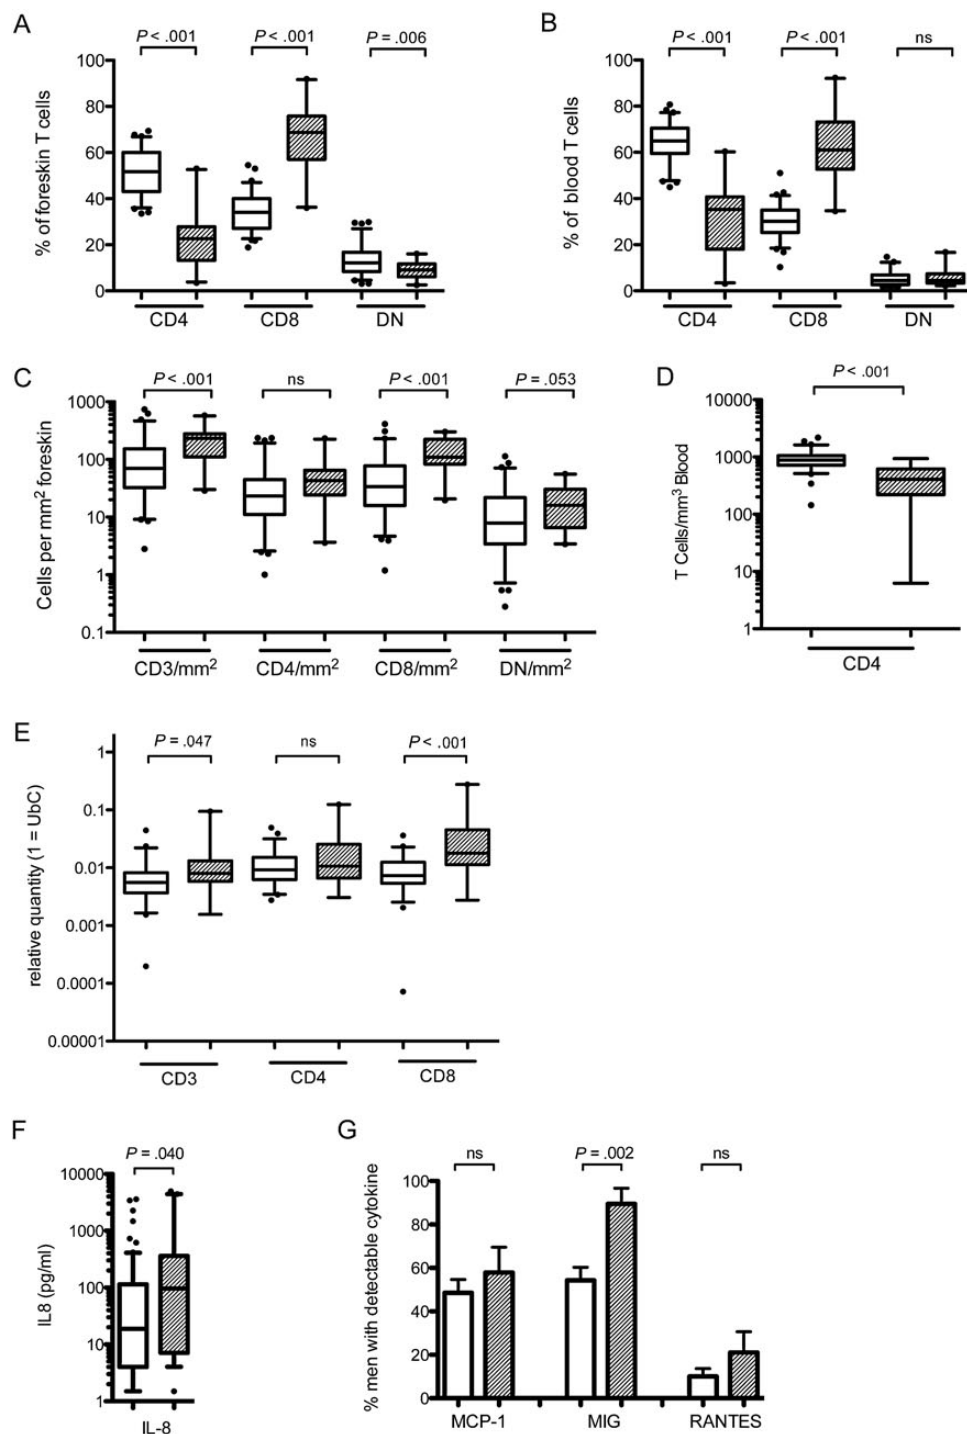 A
P < .001 P < .001 P = .006
% of foreskin T cells
100
80
60
40
20
0
CD4 CD8 DN
B
P < .001 P < .001 ns
% of blood T cells
100
80
60
40
20
0
CD4 CD8 DN
C
P < .001 ns P < .001 P = .053
Cells per mm2 foreskin
1000
100
10
1
0.1
CD3/mm2 CD4/mm2 CD8/mm2 DN/mm2
D
P < .001
T Cells/mm3 Blood
10000
1000
100
10
1
CD4
E
P = .047 ns P < .001
relative quantity (1 = UbC)
1
0.1
0.01
0.001
0.0001
0.00001
CD3 CD4 CD8
F
P = .040
IL8 (pg/ml)
10000
1000
100
10
1
IL-8
G
ns P = .002 ns
% men with detectable cytokine
100
80
60
40
20
0
MCP-1 MIG RANTES